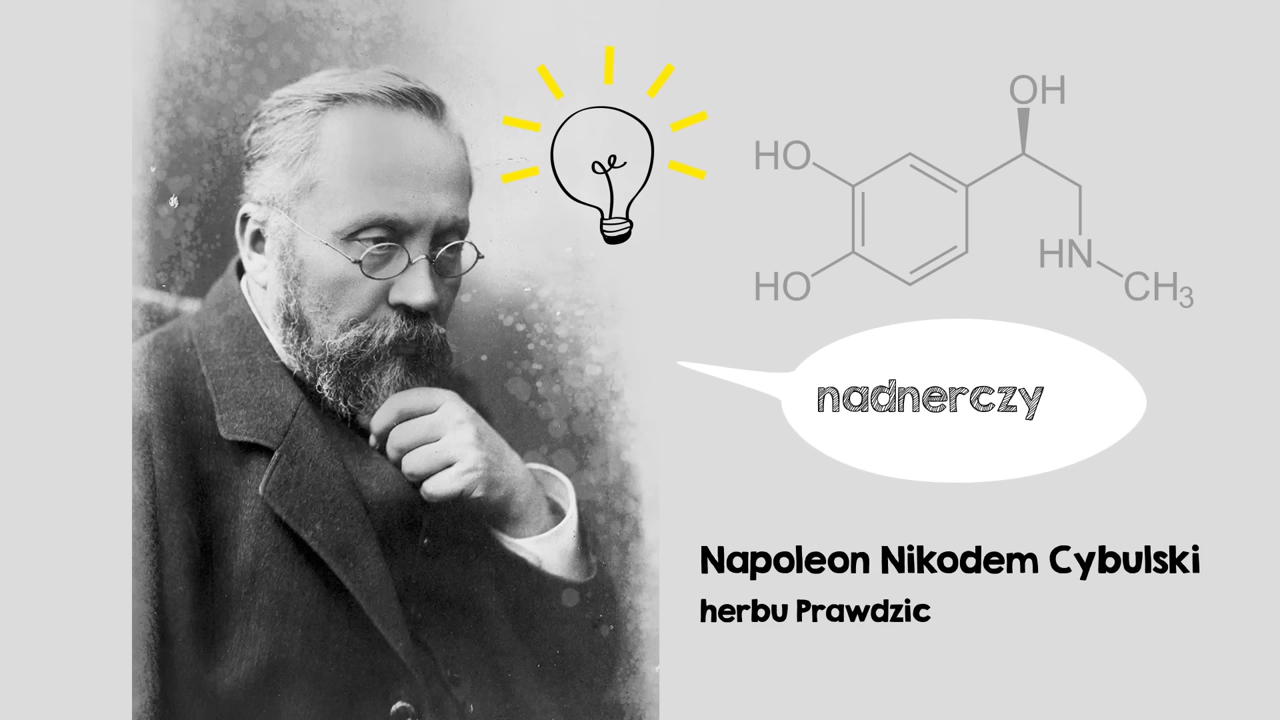 OH
HO
HN
HO
CH3
nadnerczy
Napoleon Nikodem Cybulski
herbu Prawdzic